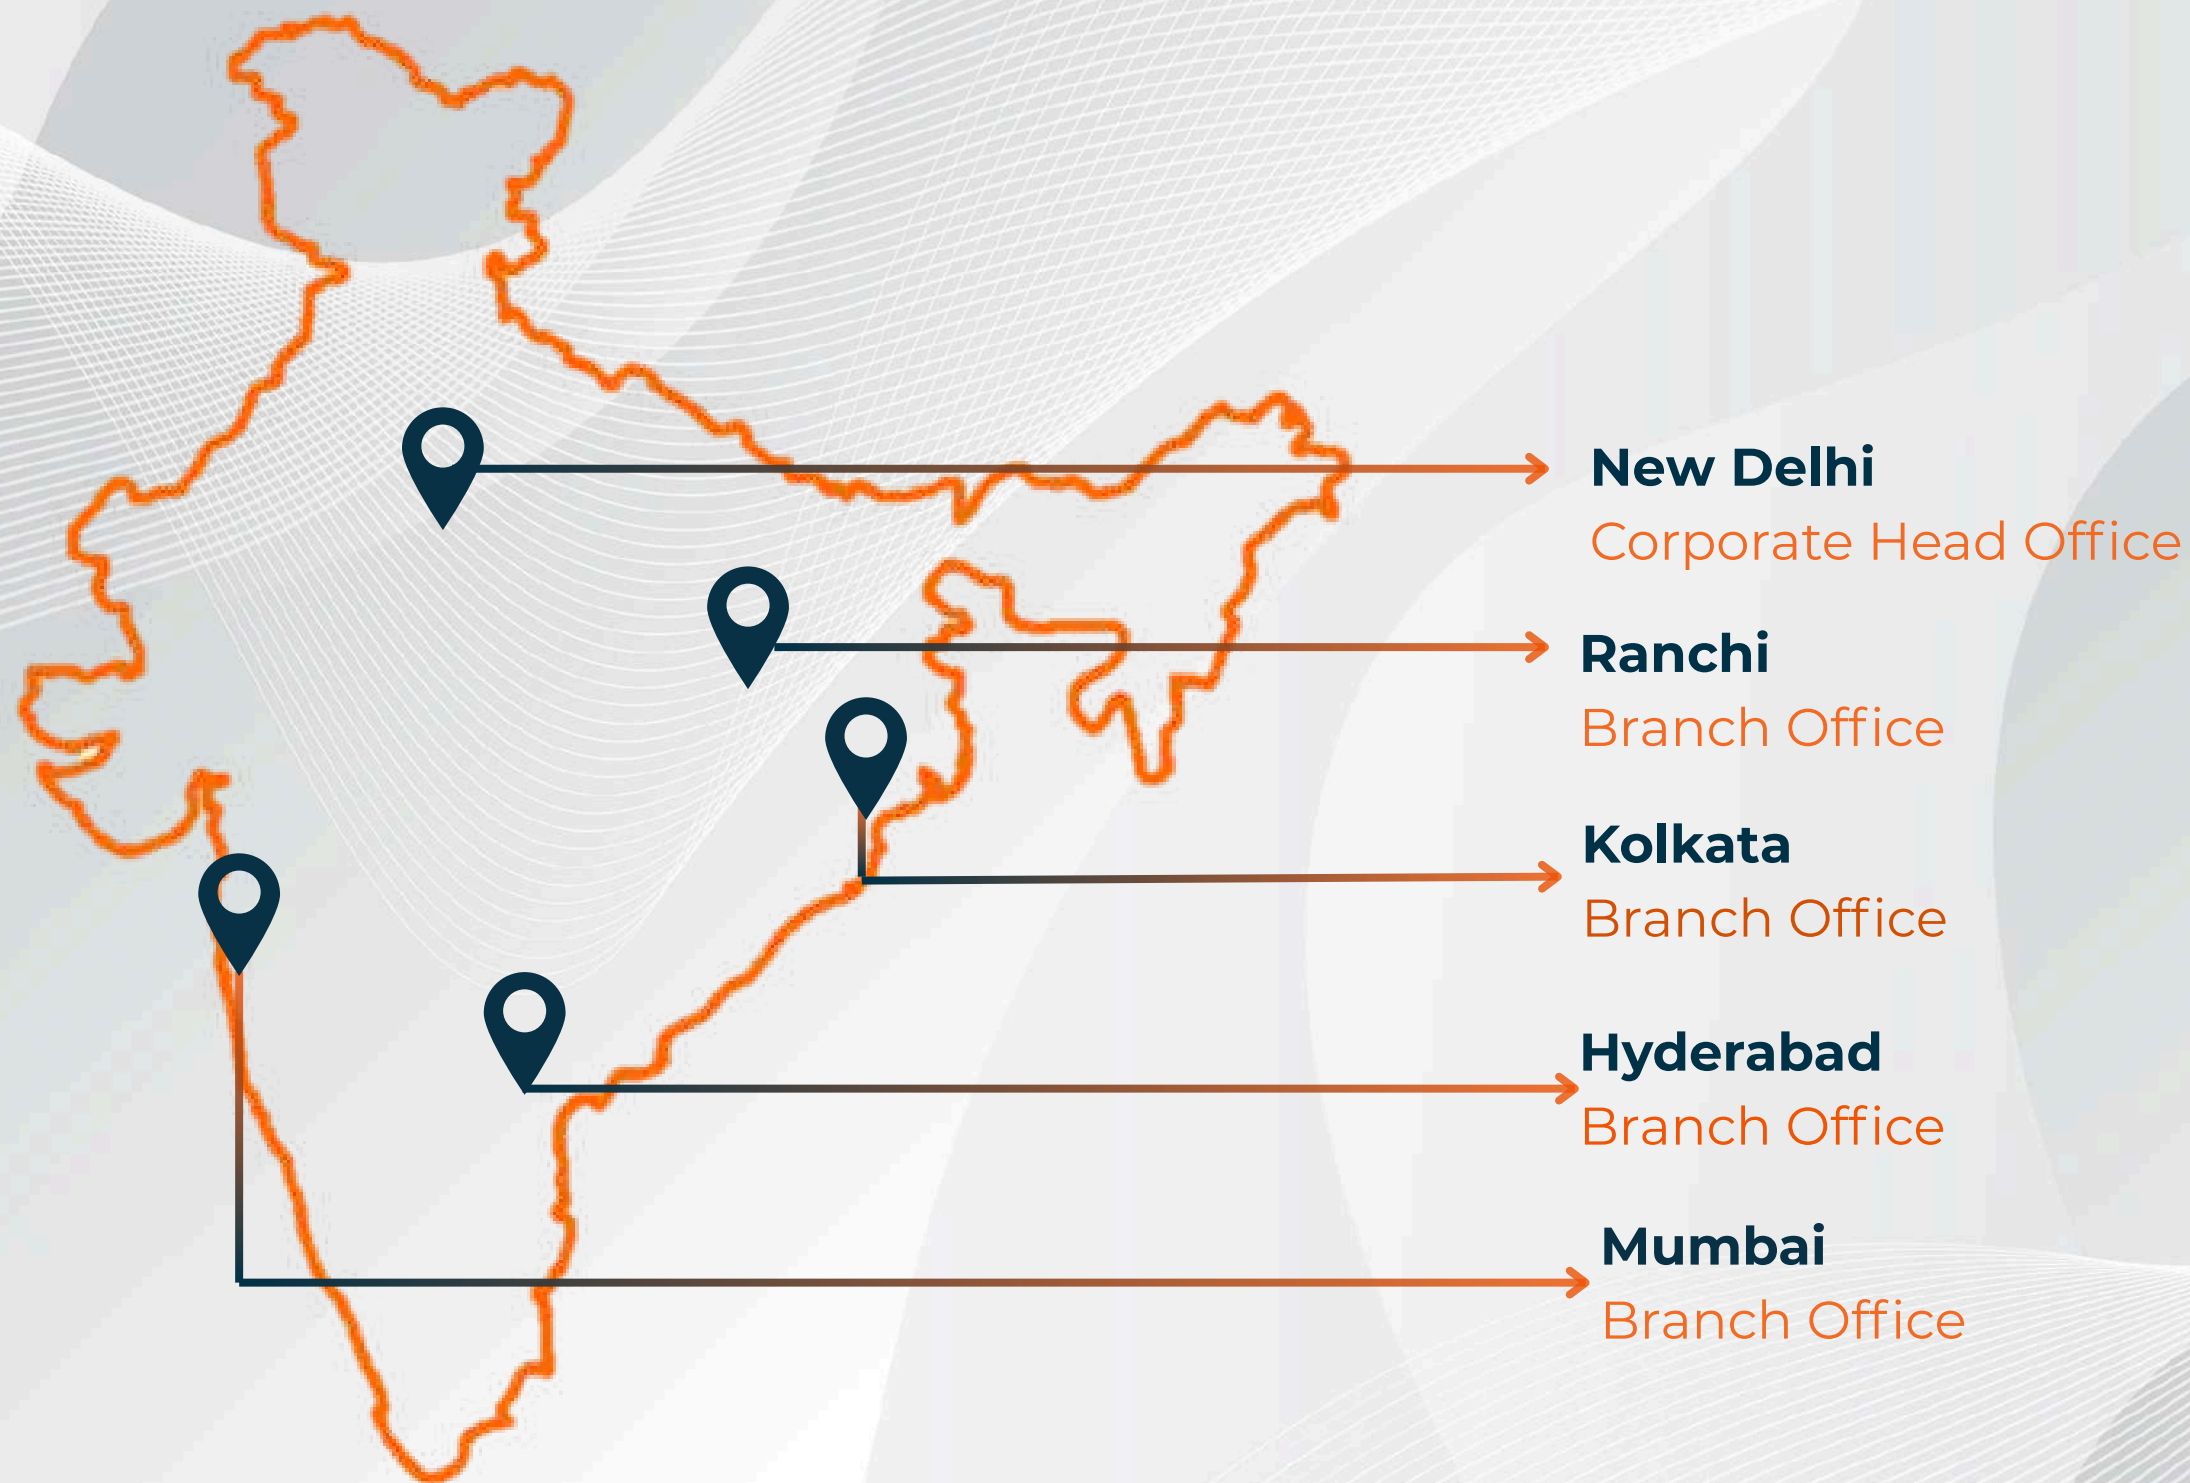 New Delhi
Corporate Head Office
Ranchi
Branch Office
Kolkata
Branch Office
Hyderabad
Branch Office
Mumbai
Branch Office